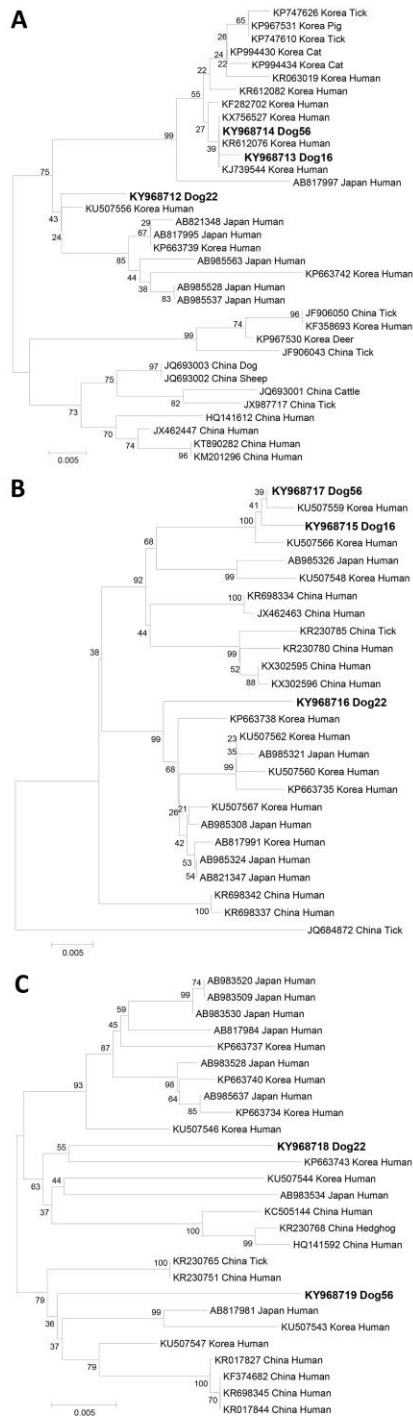 A
KP747626 Korea Tick
65
KP967531 Korea Pig
26
KP747610 Korea Tick
24
KP994430 Korea Cat
22
KP994434 Korea Cat
22
KR063019 Korea Human
55
KR612082 Korea Human
KF282702 Korea Human
99
27
KX756527 Korea Human
KY968714 Dog56
39
KR612076 Korea Human
KY968713 Dog16
75
KJ739544 Korea Human
AB817997 Japan Human
KY968712 Dog22
43
KU507556 Korea Human
24
29
AB821348 Japan Human
67
AB817995 Japan Human
KP663739 Korea Human
85
AB985563 Japan Human
44
KP663742 Korea Human
38
AB985528 Japan Human
83
AB985537 Japan Human
96
JF906050 China Tick
74
KF358693 Korea Human
99
KP967530 Korea Deer
JF906043 China Tick
97
JQ693003 China Dog
75
JQ693002 China Sheep
JQ693001 China Cattle
82
JX987717 China Tick
73
HQ141612 China Human
70
JX462447 China Human
74
KT890282 China Human
96
KM201296 China Human
0.005
B
39
KY968717 Dog56
41
KU507559 Korea Human
100
KY968715 Dog16
68
KU507566 Korea Human
AB985326 Japan Human
92
99
KU507548 Korea Human
100
KR698334 China Human
44
JX462463 China Human
KR230785 China Tick
99
KR230780 China Human
38
52
KX302595 China Human
88
KX302596 China Human
KY968716 Dog22
99
KP663738 Korea Human
23
KU507562 Korea Human
35
AB985321 Japan Human
68
99
KU507560 Korea Human
KP663735 Korea Human
26
21
KU507567 Korea Human
AB985308 Japan Human
42
AB817991 Korea Human
53
AB985324 Japan Human
54
AB821347 Japan Human
KR698342 China Human
100
KR698337 China Human
JQ684872 China Tick
0.005
C
74
AB983520 Japan Human
99
AB983509 Japan Human
59
AB983530 Japan Human
45
AB817984 Japan Human
87
KP663737 Korea Human
AB983528 Japan Human
98
KP663740 Korea Human
93
64
AB985637 Japan Human
85
KP663734 Korea Human
KU507546 Korea Human
55
KY968718 Dog22
KP663743 Korea Human
63
44
KU507544 Korea Human
37
AB983534 Japan Human
KC505144 China Human
100
KR230768 China Hedghog
99
HQ141592 China Human
100
KR230765 China Tick
KR230751 China Human
79
KY968719 Dog56
36
99
AB817981 Japan Human
37
KU507543 Korea Human
KU507547 Korea Human
79
KR017827 China Human
100
KF374682 China Human
70
KR698345 China Human
KR017844 China Human
0.005